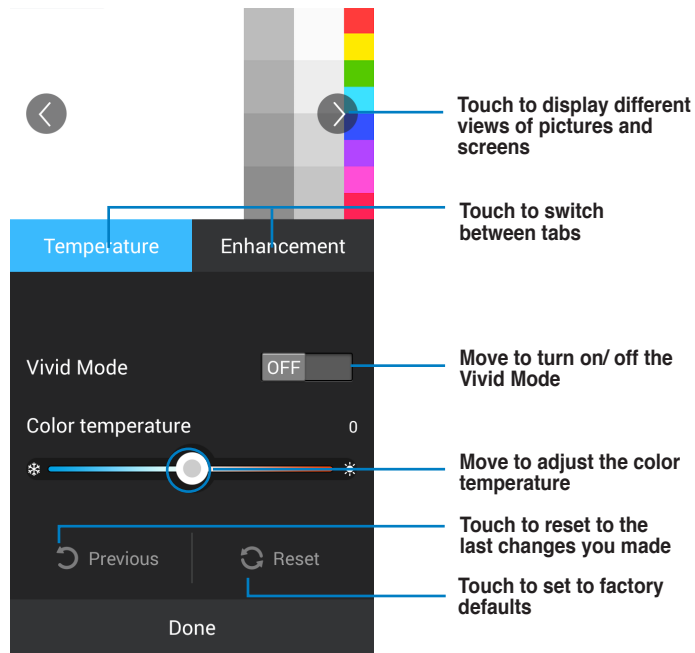 Touch to display different
views of pictures and
screens
Touch to switch
between tabs
Temperature
Enhancement
Vivid Mode
OFF
Move to turn on/ off the
Vivid Mode
Color temperature
0
Move to adjust the color
temperature
Touch to reset to the
last changes you made
Previous
Reset
Touch to set to factory
defaults
Done